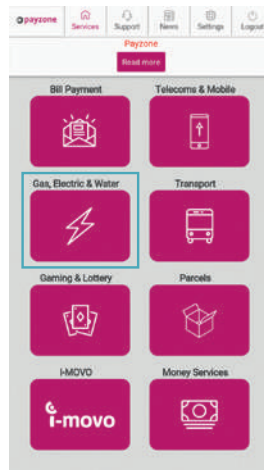 payzone Services Support News Settings Logout
Payzone
Read more
Bill Payment Telecoms & Mobile
Gas, Electric & Water Transport
Gaming & Lottery Parcels
i-MOVO Money Services
i-movo